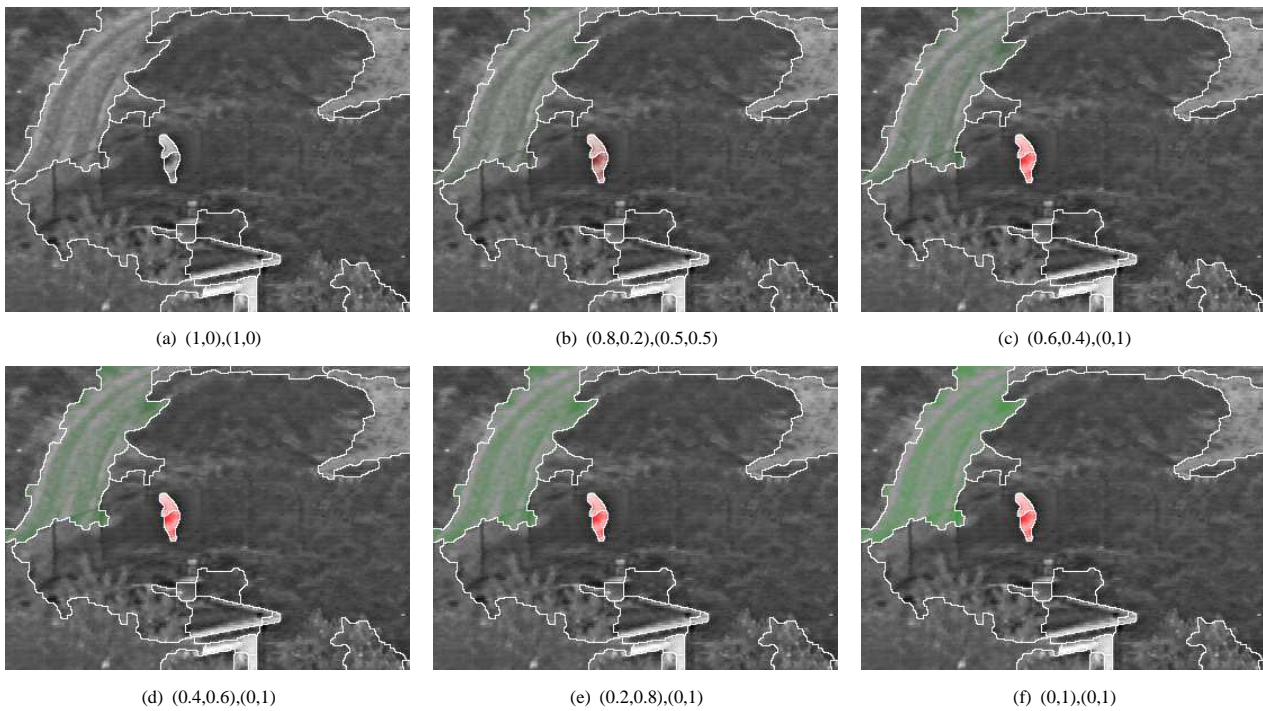 (a) (1,0),(1,0)
(b) (0.8,0.2),(0.5,0.5)
(c) (0.6,0.4),(0,1)
(d) (0.4,0.6),(0,1)
(e) (0.2,0.8),(0,1)
(f) (0,1),(0,1)